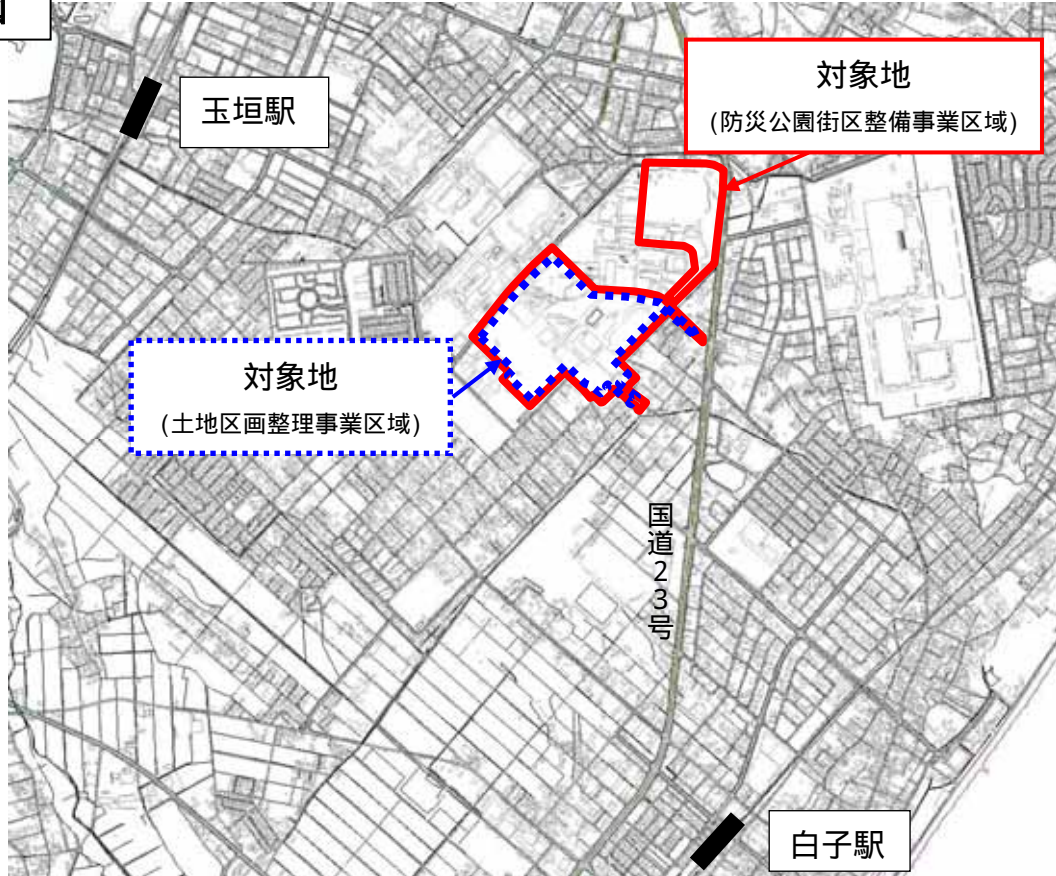 玉垣駅
対象地
(防災公園街区整備事業区域)
対象地
(土地区画整理事業区域)
国道23号
白子駅